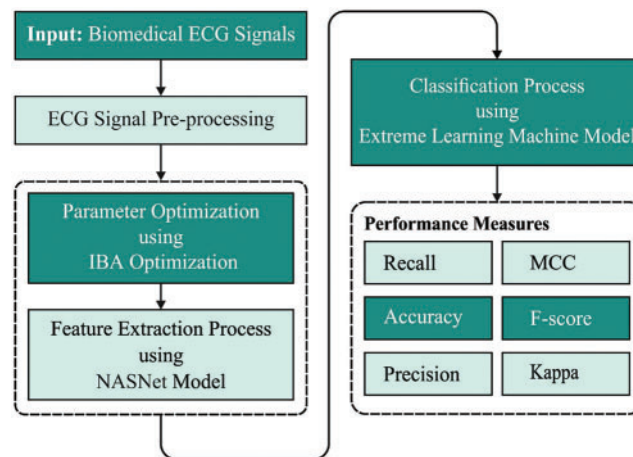 Input: Biomedical ECG Signals
ECG Signal Pre-processing
Parameter Optimization
using
IBA Optimization
Feature Extraction Process
using
NASNet Model
Classification Process
using
Extreme Learning Machine Model
Performance Measures
Recall
MCC
Accuracy
F-score
Precision
Kappa